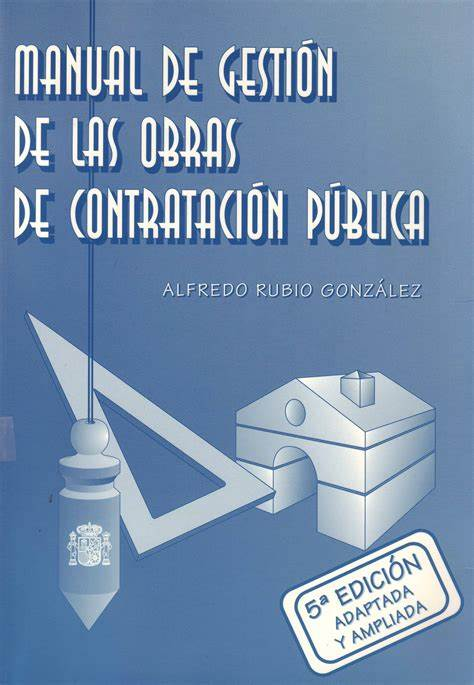 MANUAL DE GESTIÓN
DE LAS OBRAS
DE CONTRATACIÓN PÚBLICA
ALFREDO RUBIO GONZÁLEZ
5ª EDICIÓN
ADAPTADA
Y AMPLIADA